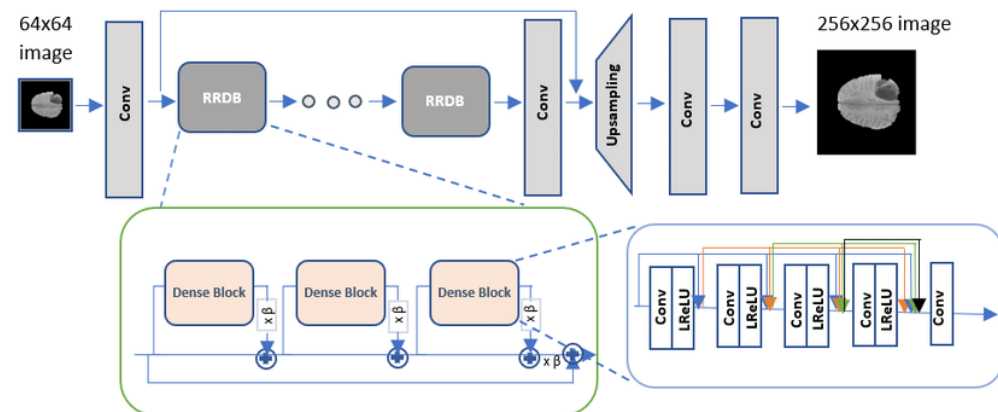 64x64
image
256x256 image
Conv
RRDB
RRDB
Conv
Upsampling
Conv
Conv
Dense Block
x β
Dense Block
x β
Dense Block
x β
x β
Conv
LReLU
Conv
LReLU
Conv
LReLU
Conv
LReLU
Conv